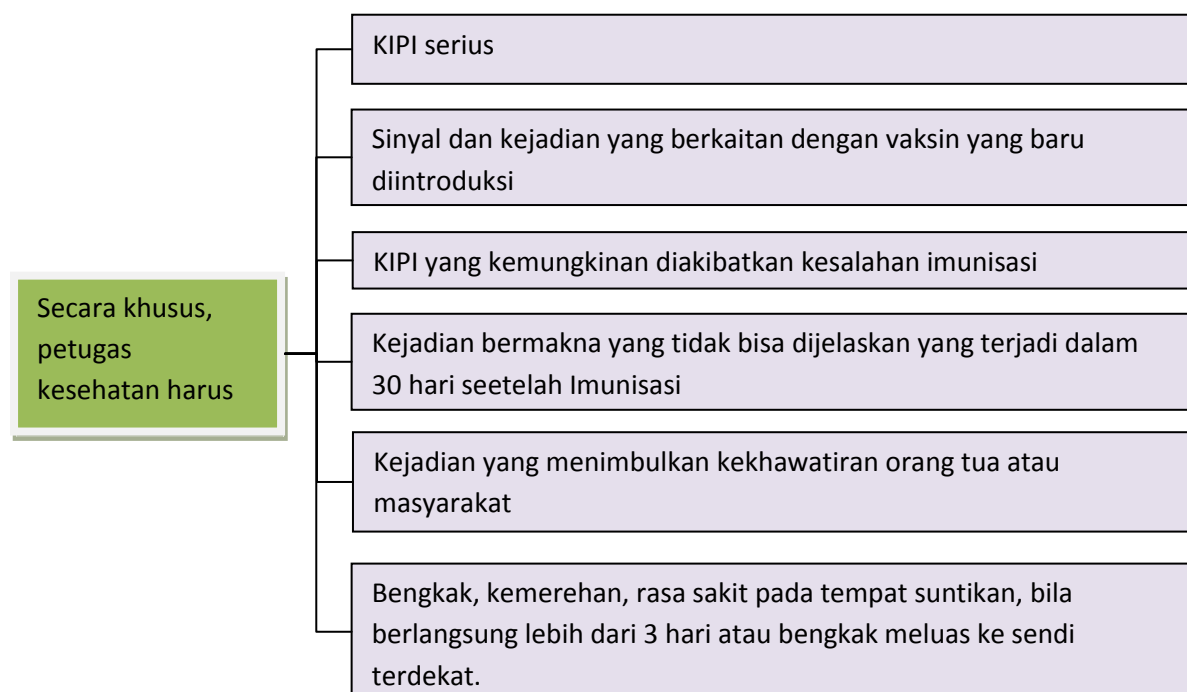 KIPI serius
Sinyal dan kejadian yang berkaitan dengan vaksin yang baru
diintroduksi
KIPI yang kemungkinan diakibatkan kesalahan imunisasi
Secara khusus,
petugas
kesehatan harus
Kejadian bermakna yang tidak bisa dijelaskan yang terjadi dalam
30 hari seetelah Imunisasi
Kejadian yang menimbulkan kekhawatiran orang tua atau
masyarakat
Bengkak, kemerehan, rasa sakit pada tempat suntikan, bila
berlangsung lebih dari 3 hari atau bengkak meluas ke sendi
terdekat.